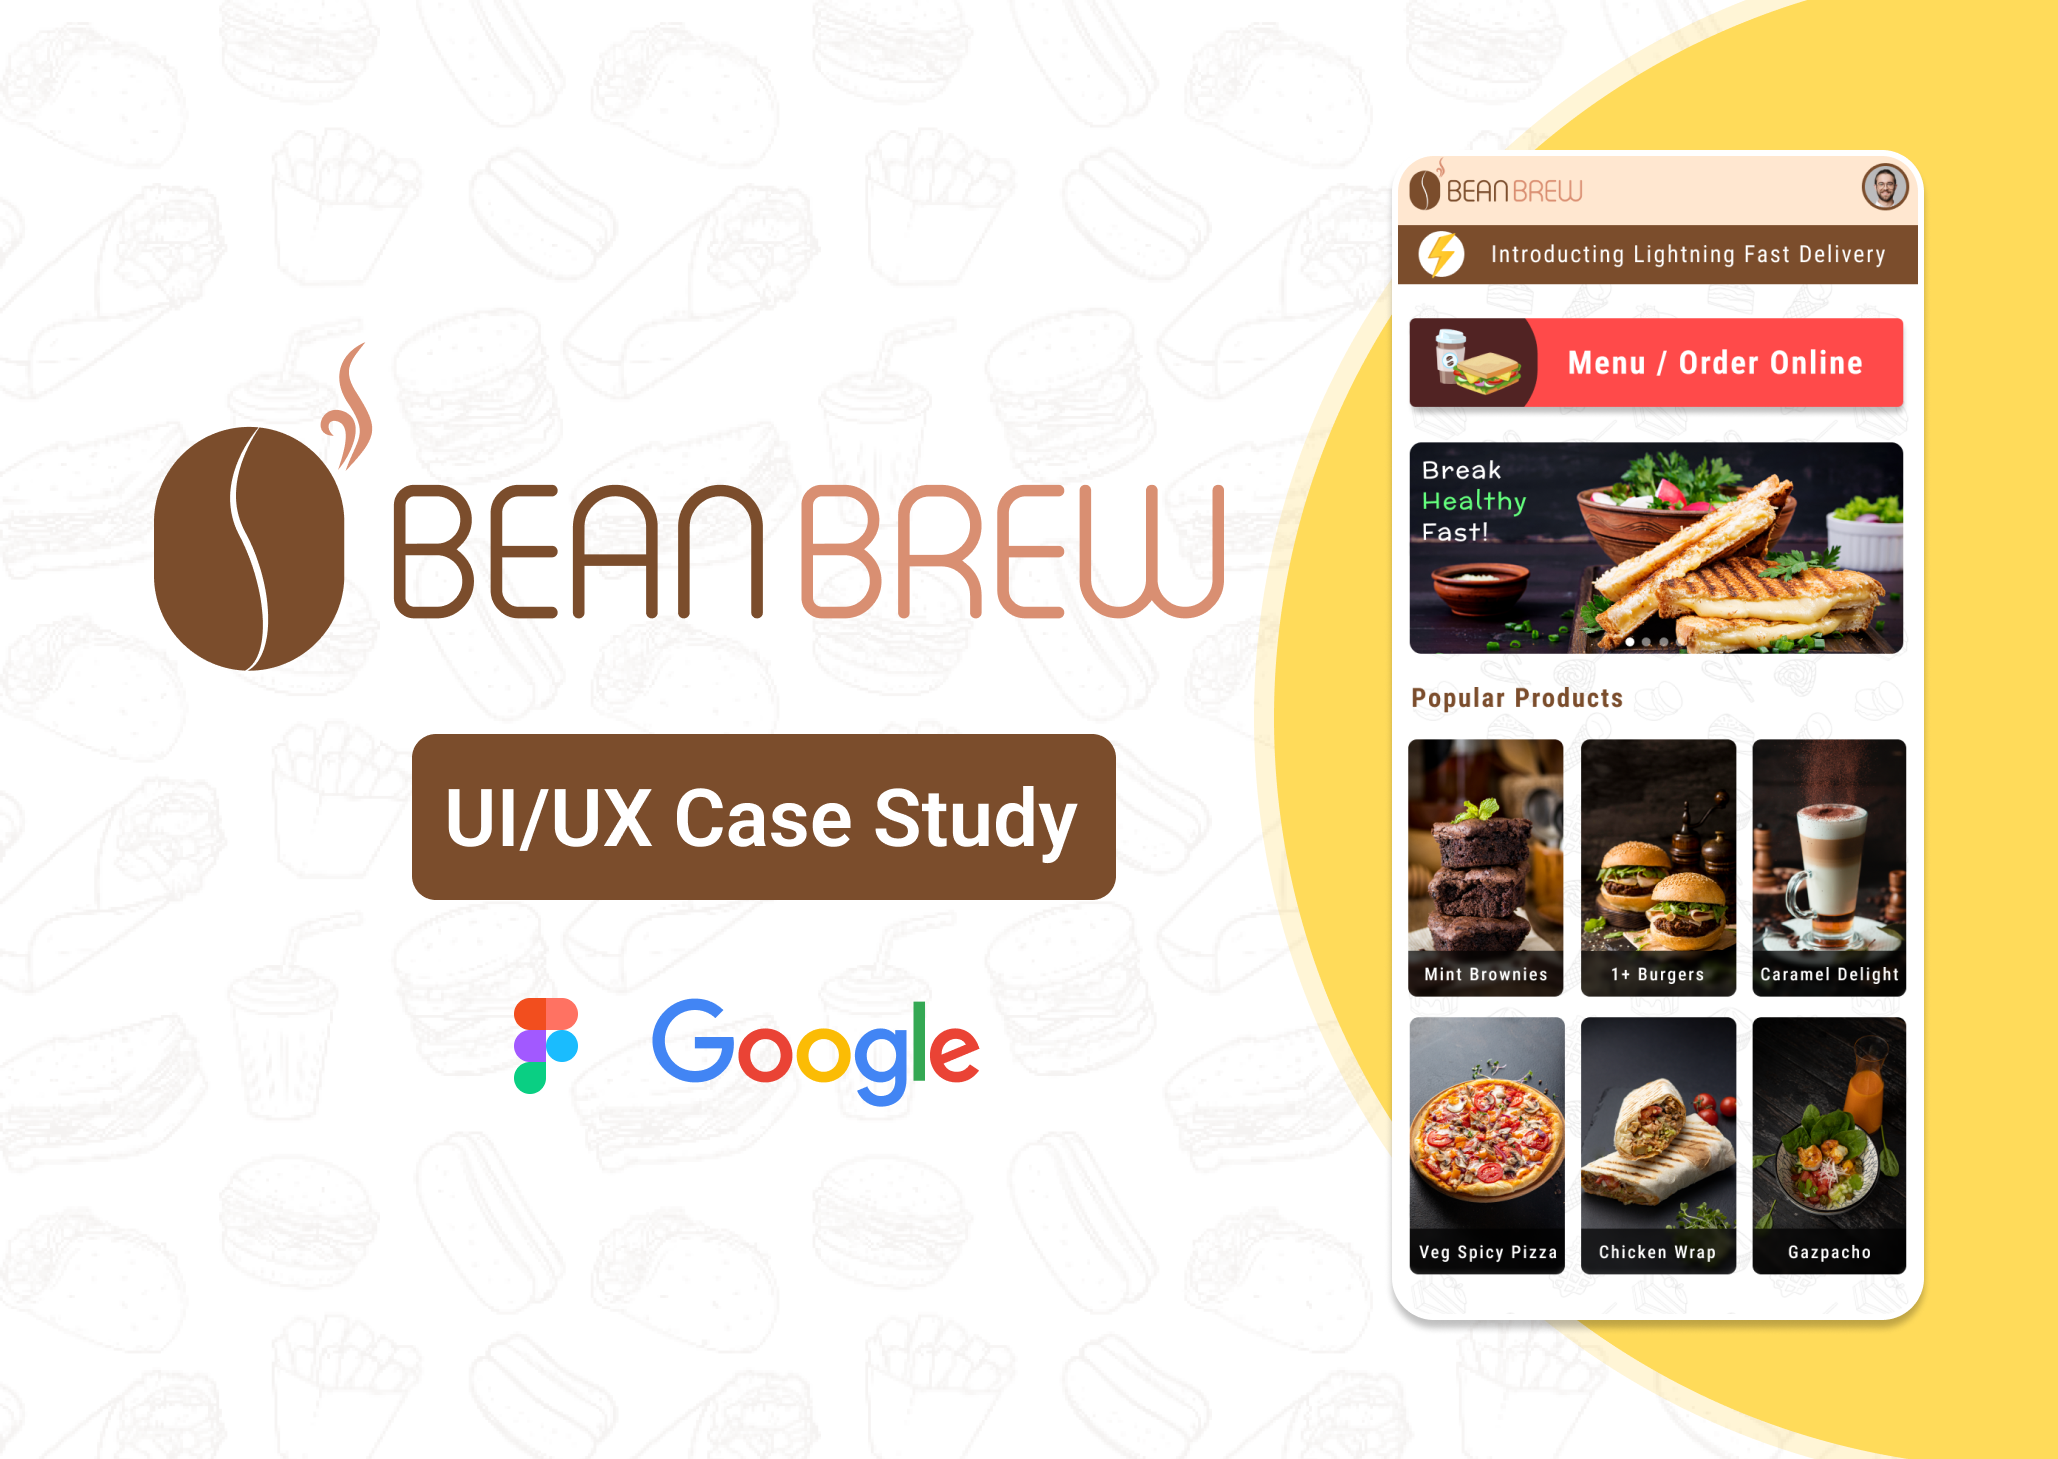 BEAN BREW
UI/UX Case Study
Google
BEAN BREW
Introducting Lightning Fast Delivery
Menu / Order Online
Break
Healthy
Fast!
Popular Products
Mint Brownies
1+ Burgers
Caramel Delight
Veg Spicy Pizza
Chicken Wrap
Gazpacho